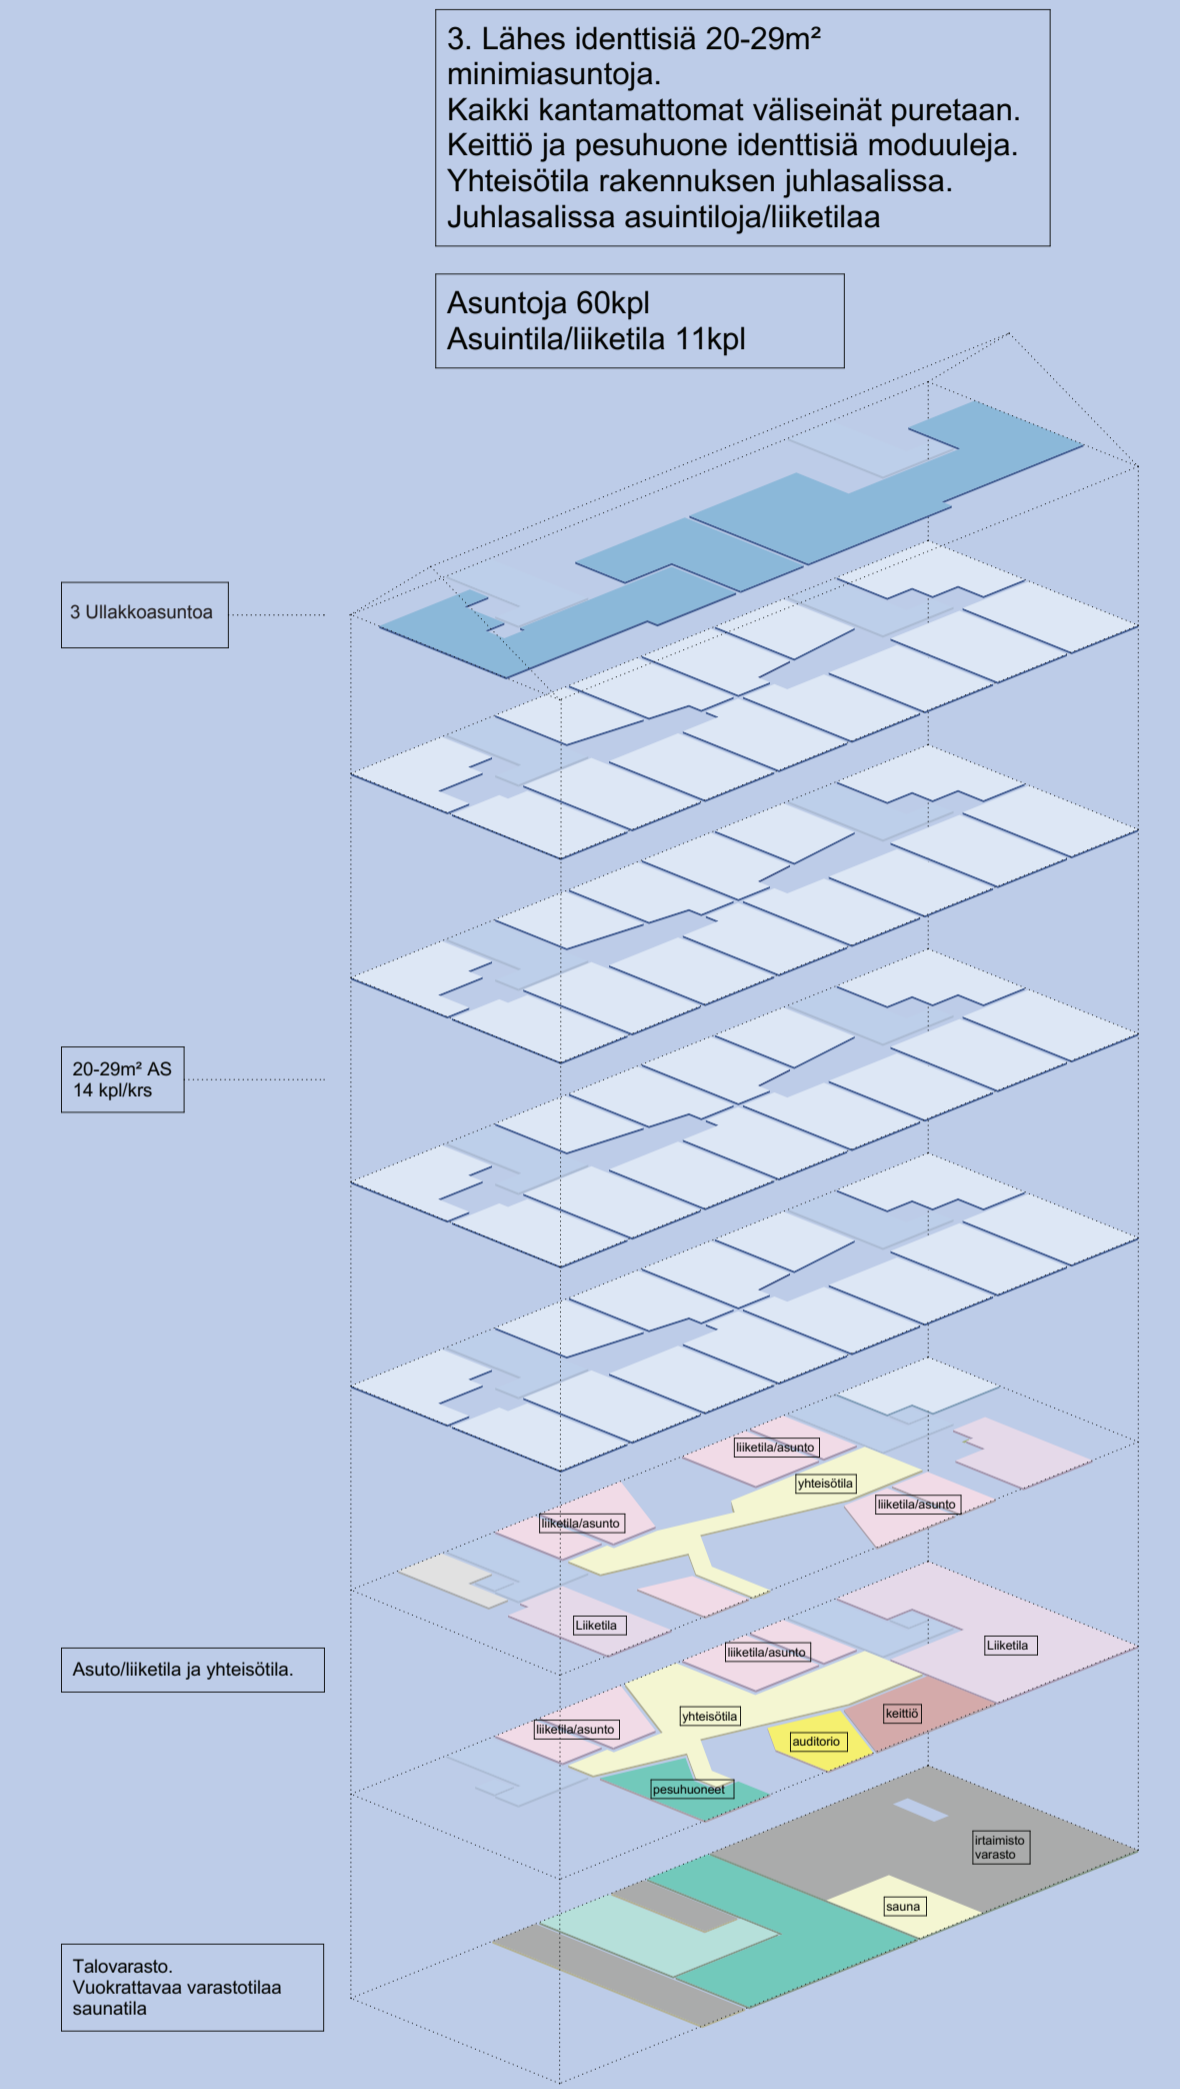 3. Lähes identtisiä 20-29m²
minimiasuntoja.
Kaikki kantamattomat väliseinät puretaan.
Keittiö ja pesuhuone identtisiä moduuleja.
Yhteisötila rakennuksen juhlasalissa.
Juhlasalissa asuintiloja/liiketilaa
Asuntoja 60kpl
Asuintila/liiketila 11kpl
3 Ullakkoasuntoa
20-29m² AS
14 kpl/krs
liiketila/asunto
yhteisötila
liiketila/asunto
liiketila/asunto
Liiketila
Asuto/liiketila ja yhteisötila.
liiketila/asunto
Liiketila
liiketila/asunto
yhteisötila
keittiö
auditorio
pesuhuoneet
irtaimisto
varasto
sauna
Talovarasto.
Vuokrattavaa varastotilaa
saunatila